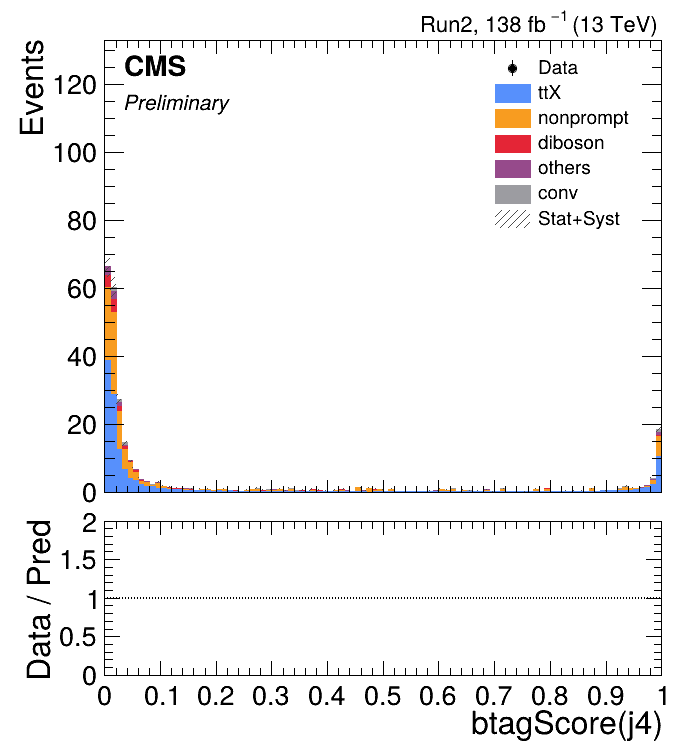 Run2, 138 fb⁻¹ (13 TeV)
CMS
Preliminary
Data
ttX
nonprompt
diboson
others
conv
Stat+Syst
Events
120
100
80
60
40
20
0
Data / Pred
2
1.5
1
0.5
0
0 0.1 0.2 0.3 0.4 0.5 0.6 0.7 0.8 0.9 1
btagScore(j4)